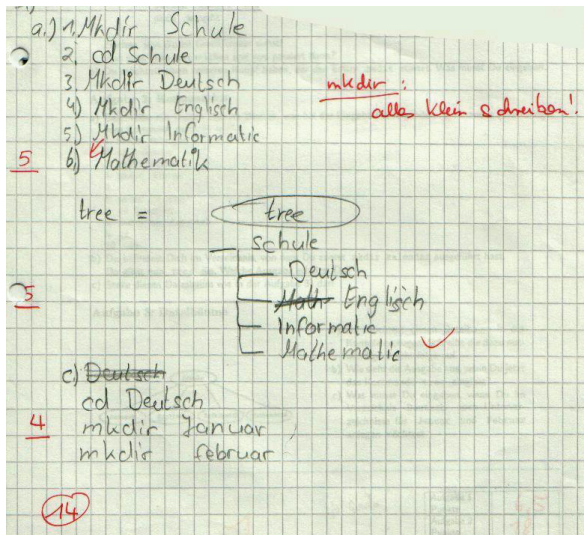 a.) 1. Mkdir Schule
2. cd Schule
3. Mkdir Deutsch
mkdir :
4) Mkdir Englisch
alles klein schreiben!
5) Mkdir Informatic
5 6) Mathematik
tree = tree
Schule
Deutsch
5 Math Englisch
Informatic
Mathematic
c) Deutsch
cd Deutsch
4 mkdir Januar
mkdir februar
14